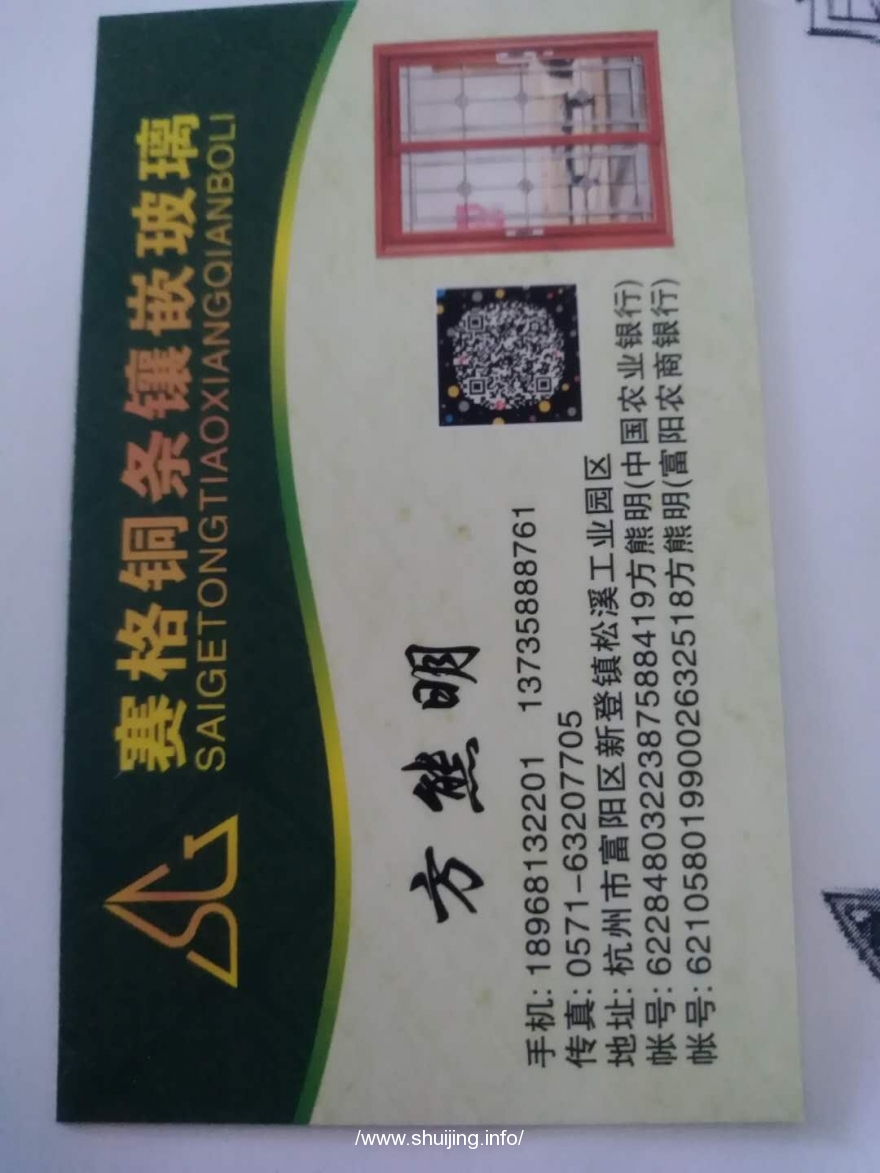 赛格铜条镶嵌玻璃
SAIGETONGTIAOXIANGQIANBOLI
方熊明
手机: 18968132201 13735888761
传真: 0571-63207705
地址: 杭州市富阳区新登镇松溪工业园区
帐号: 6228480322387588419方熊明(中国农业银行)
帐号: 6210580199002632518方熊明(富阳农商银行)
/www.shuijing.info/